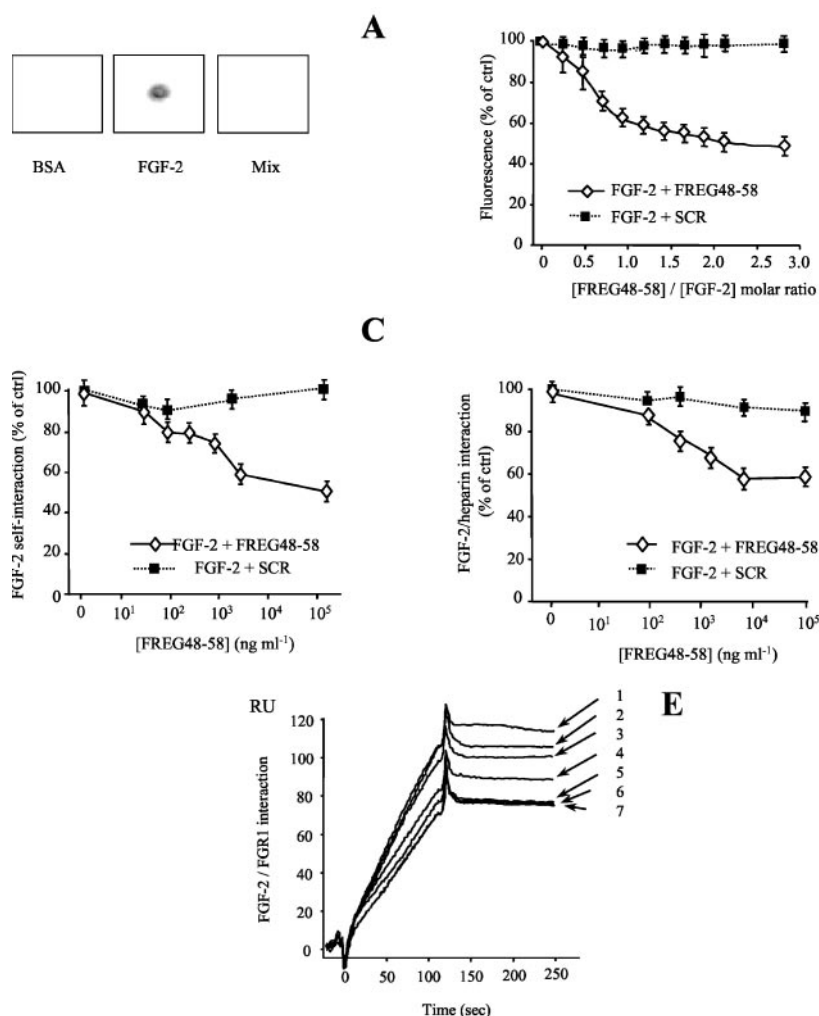 A
BSA
FGF-2
Mix
Fluorescence (% of ctrl)
100
80
60
40
20
0
FGF-2 + FREG48-58
FGF-2 + SCR
0 0.5 1.0 1.5 2.0 2.5 3.0
[FREG48-58] / [FGF-2] molar ratio
C
FGF-2 self-interaction (% of ctrl)
100
80
60
40
20
0
FGF-2 + FREG48-58
FGF-2 + SCR
0 10¹ 10² 10³ 10⁴ 10⁵
[FREG48-58] (ng ml⁻¹)
FGF-2/heparin interaction
(% of ctrl)
100
80
60
40
20
0
FGF-2 + FREG48-58
FGF-2 + SCR
0 10¹ 10² 10³ 10⁴ 10⁵
[FREG48-58] (ng ml⁻¹)
E
RU
FGF-2 / FGR1 interaction
120
100
80
60
40
20
0
1
2
3
4
5
6
7
0 50 100 150 200 250
Time (sec)